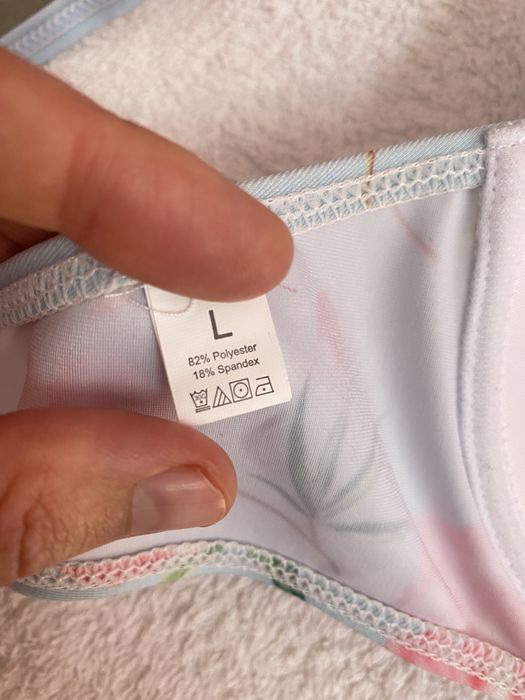 L
82% Polyester
18% Spandex